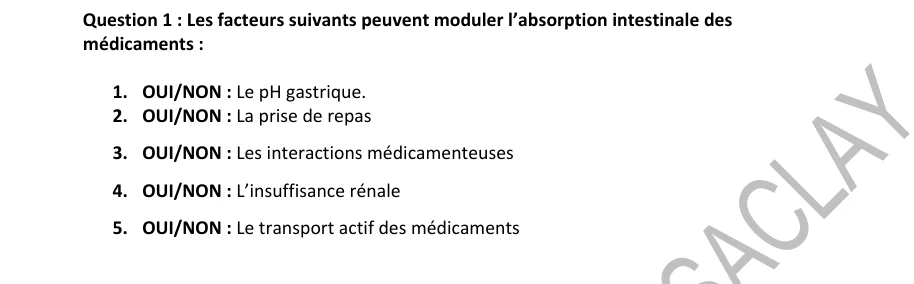 Question 1 : Les facteurs suivants peuvent moduler l’absorption intestinale des
médicaments :
1. OUI/NON : Le pH gastrique.
2. OUI/NON : La prise de repas
3. OUI/NON : Les interactions médicamenteuses
4. OUI/NON : L’insuffisance rénale
5. OUI/NON : Le transport actif des médicaments
SACLAY